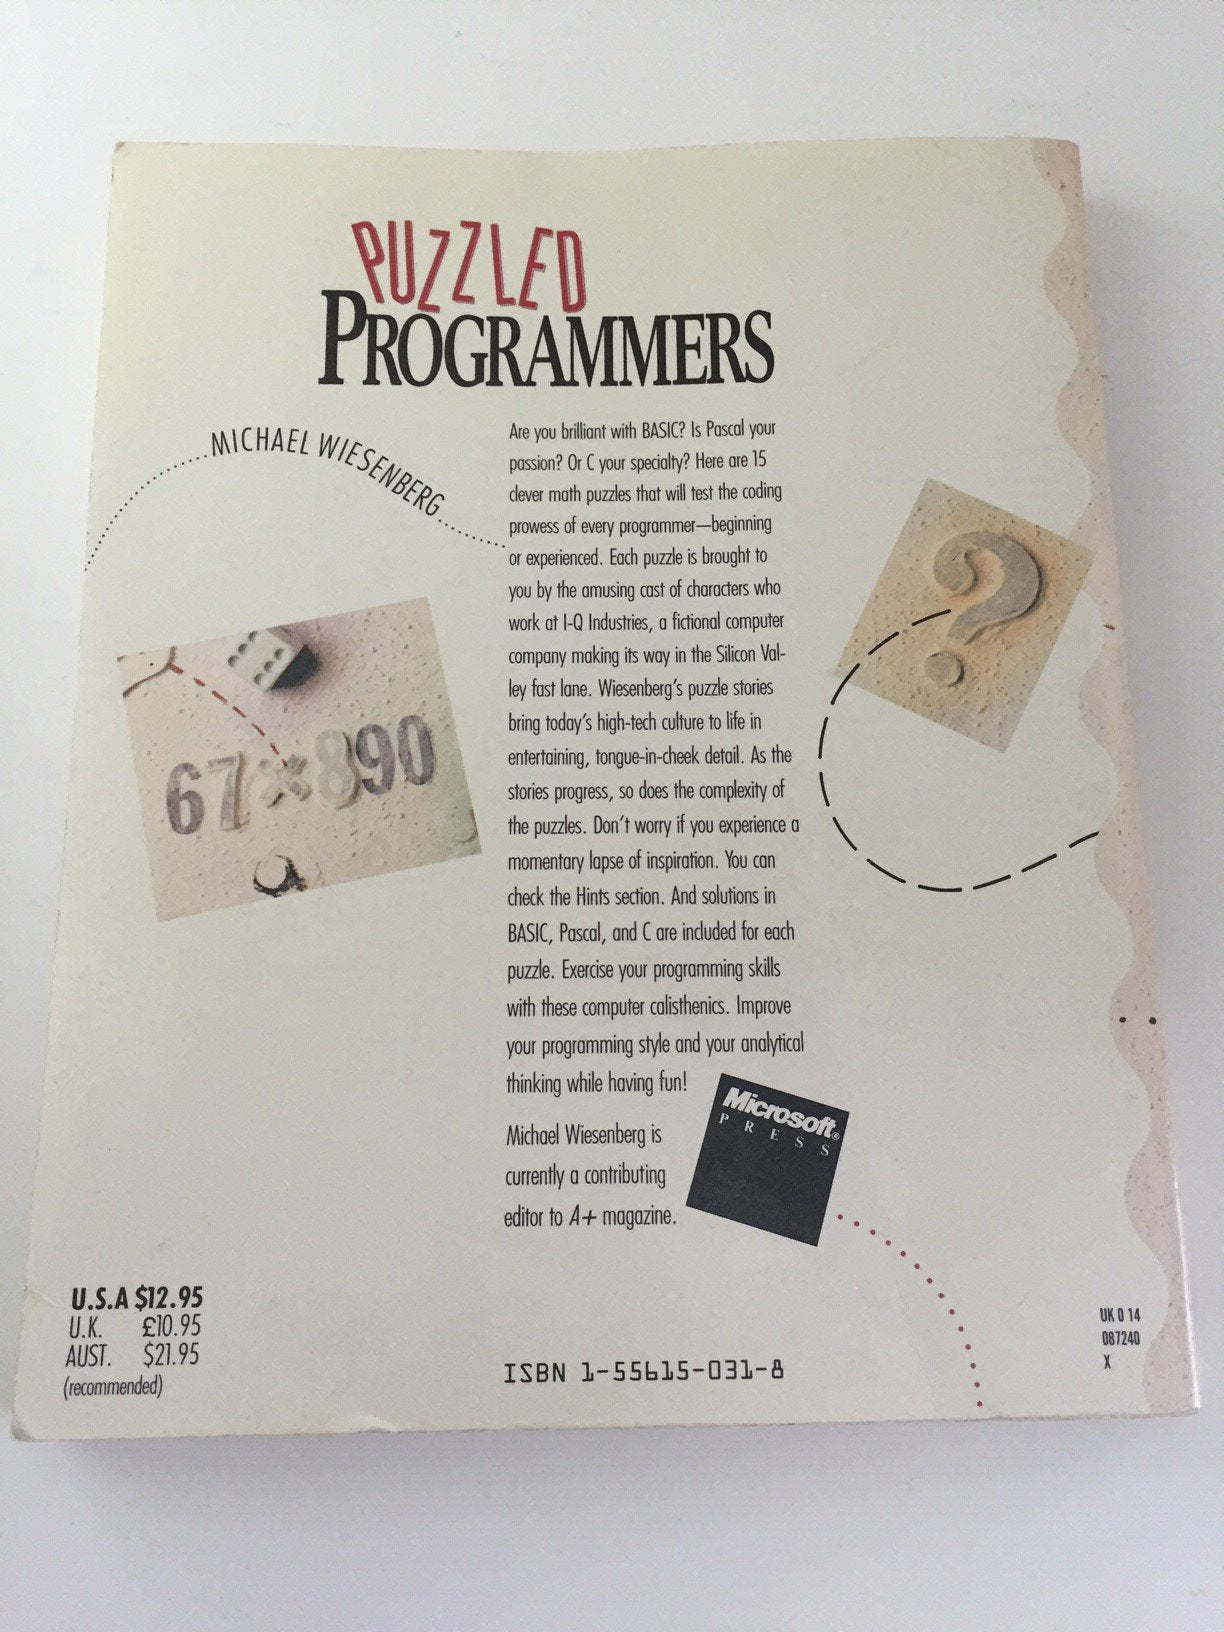 PUZZLED
PROGRAMMERS
MICHAEL WIESENBERG
Are you brilliant with BASIC? Is Pascal your
passion? Or C your specialty? Here are 15
clever math puzzles that will test the coding
prowess of every programmer—beginning
or experienced. Each puzzle is brought to
you by the amusing cast of characters who
work at I-Q Industries, a fictional computer
company making its way in the Silicon Val-
ley fast lane. Wiesenberg's puzzle stories
bring today's high-tech culture to life in
entertaining, tongue-in-cheek detail. As the
stories progress, so does the complexity of
the puzzles. Don't worry if you experience a
momentary lapse of inspiration. You can
check the Hints section. And solutions in
BASIC, Pascal, and C are included for each
puzzle. Exercise your programming skills
with these computer calisthenics. Improve
your programming style and your analytical
thinking while having fun!
Michael Wiesenberg is
currently a contributing
editor to A+ magazine.
67×890
?
Microsoft®
PRESS
U.S.A $12.95
U.K. £10.95
AUST. $21.95
(recommended)
ISBN 1-55615-031-8
UK 0 14
087240
X